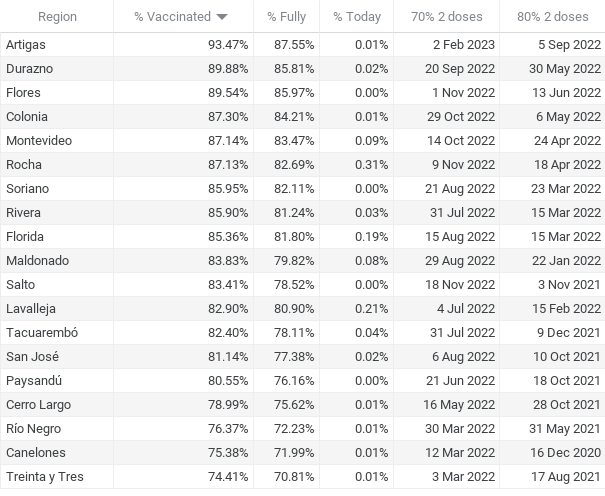 Region % Vaccinated % Fully % Today 70% 2 doses 80% 2 doses
Artigas 93.47% 87.55% 0.01% 2 Feb 2023 5 Sep 2022
Durazno 89.88% 85.81% 0.02% 20 Sep 2022 30 May 2022
Flores 89.54% 85.97% 0.00% 1 Nov 2022 13 Jun 2022
Colonia 87.30% 84.21% 0.01% 29 Oct 2022 6 May 2022
Montevideo 87.14% 83.47% 0.09% 14 Oct 2022 24 Apr 2022
Rocha 87.13% 82.69% 0.31% 9 Nov 2022 18 Apr 2022
Soriano 85.95% 82.11% 0.00% 21 Aug 2022 23 Mar 2022
Rivera 85.90% 81.24% 0.03% 31 Jul 2022 15 Mar 2022
Florida 85.36% 81.80% 0.19% 15 Aug 2022 15 Mar 2022
Maldonado 83.83% 79.82% 0.08% 29 Aug 2022 22 Jan 2022
Salto 83.41% 78.52% 0.00% 18 Nov 2022 3 Nov 2021
Lavalleja 82.90% 80.90% 0.21% 4 Jul 2022 15 Feb 2022
Tacuarembó 82.40% 78.11% 0.04% 31 Jul 2022 9 Dec 2021
San José 81.14% 77.38% 0.02% 6 Aug 2022 10 Oct 2021
Paysandú 80.55% 76.16% 0.00% 21 Jun 2022 18 Oct 2021
Cerro Largo 78.99% 75.62% 0.01% 16 May 2022 28 Oct 2021
Río Negro 76.37% 72.23% 0.01% 30 Mar 2022 31 May 2021
Canelones 75.38% 71.99% 0.01% 12 Mar 2022 16 Dec 2020
Treinta y Tres 74.41% 70.81% 0.01% 3 Mar 2022 17 Aug 2021